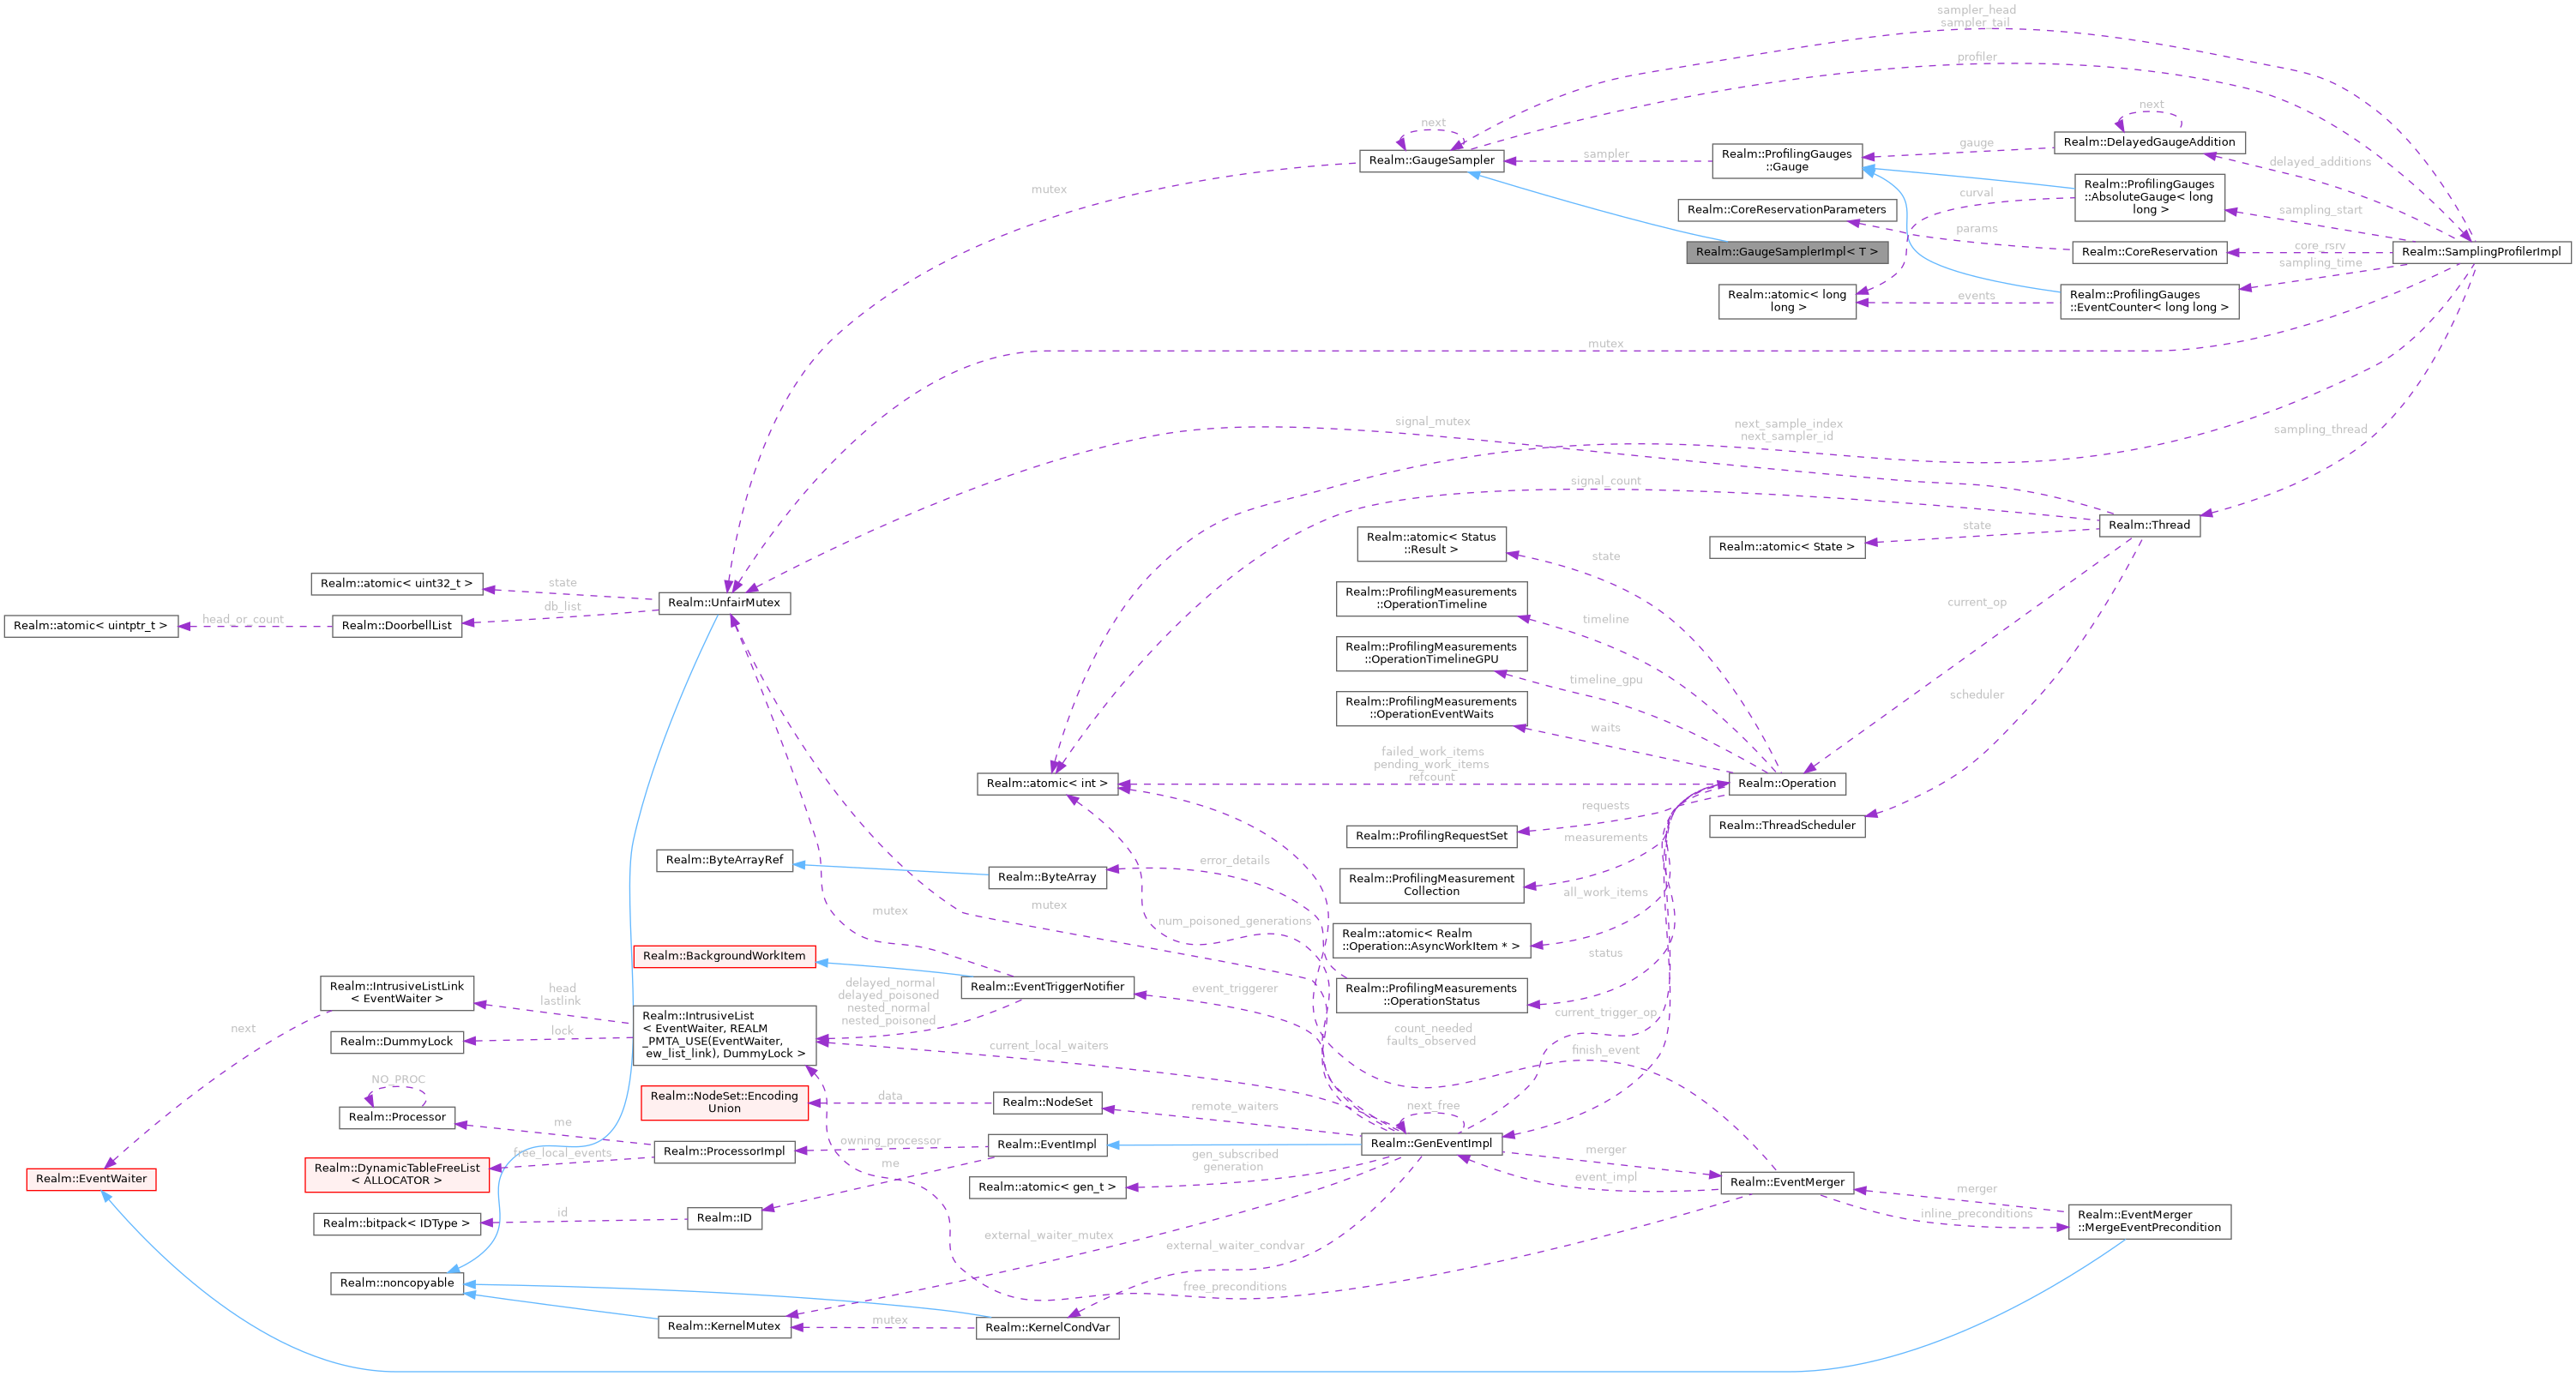 sampler_head
sampler_tail
profiler
next
next
Realm::GaugeSampler
sampler
Realm::ProfilingGauges
::Gauge
gauge
Realm::DelayedGaugeAddition
delayed_additions
mutex
Realm::CoreReservationParameters
curval
Realm::ProfilingGauges
::AbsoluteGauge< long
long >
sampling_start
params
Realm::GaugeSamplerImpl< T >
Realm::CoreReservation
core_rsrv
Realm::SamplingProfilerImpl
sampling_time
Realm::atomic< long
long >
events
Realm::ProfilingGauges
::EventCounter< long long >
mutex
signal_mutex
next_sample_index
next_sampler_id
sampling_thread
signal_count
Realm::atomic< Status
::Result >
state
Realm::atomic< State >
state
Realm::Thread
Realm::atomic< uint32_t >
state
Realm::UnfairMutex
Realm::ProfilingMeasurements
::OperationTimeline
timeline
current_op
Realm::atomic< uintptr_t >
head_or_count
Realm::DoorbellList
db_list
Realm::ProfilingMeasurements
::OperationTimelineGPU
timeline_gpu
scheduler
Realm::ProfilingMeasurements
::OperationEventWaits
waits
Realm::atomic< int >
failed_work_items
pending_work_items
refcount
Realm::Operation
Realm::ProfilingRequestSet
requests
Realm::ThreadScheduler
measurements
Realm::ByteArrayRef
Realm::ByteArray
error_details
Realm::ProfilingMeasurement
Collection
all_work_items
mutex
mutex
num_poisoned_generations
Realm::atomic< Realm
::Operation::AsyncWorkItem * >
status
Realm::BackgroundWorkItem
Realm::EventTriggerNotifier
event_triggerer
Realm::ProfilingMeasurements
::OperationStatus
current_trigger_op
Realm::IntrusiveListLink
< EventWaiter >
head
lastlink
delayed_normal
delayed_poisoned
nested_normal
nested_poisoned
Realm::IntrusiveList
< EventWaiter, REALM
_PMTA_USE(EventWaiter,
ew_list_link), DummyLock >
next
Realm::DummyLock
lock
current_local_waiters
count_needed
faults_observed
finish_event
NO_PROC
Realm::Processor
me
Realm::NodeSet::Encoding
Union
data
Realm::NodeSet
remote_waiters
next_free
Realm::GenEventImpl
owning_processor
Realm::EventImpl
Realm::ProcessorImpl
free_local_events
Realm::DynamicTableFreeList
< ALLOCATOR >
me
gen_subscribed
generation
merger
event_impl
Realm::EventMerger
merger
Realm::EventWaiter
Realm::atomic< gen_t >
Realm::bitpack< IDType >
id
Realm::ID
inline_preconditions
Realm::EventMerger
::MergeEventPrecondition
external_waiter_mutex
external_waiter_condvar
free_preconditions
Realm::noncopyable
Realm::KernelMutex
mutex
Realm::KernelCondVar